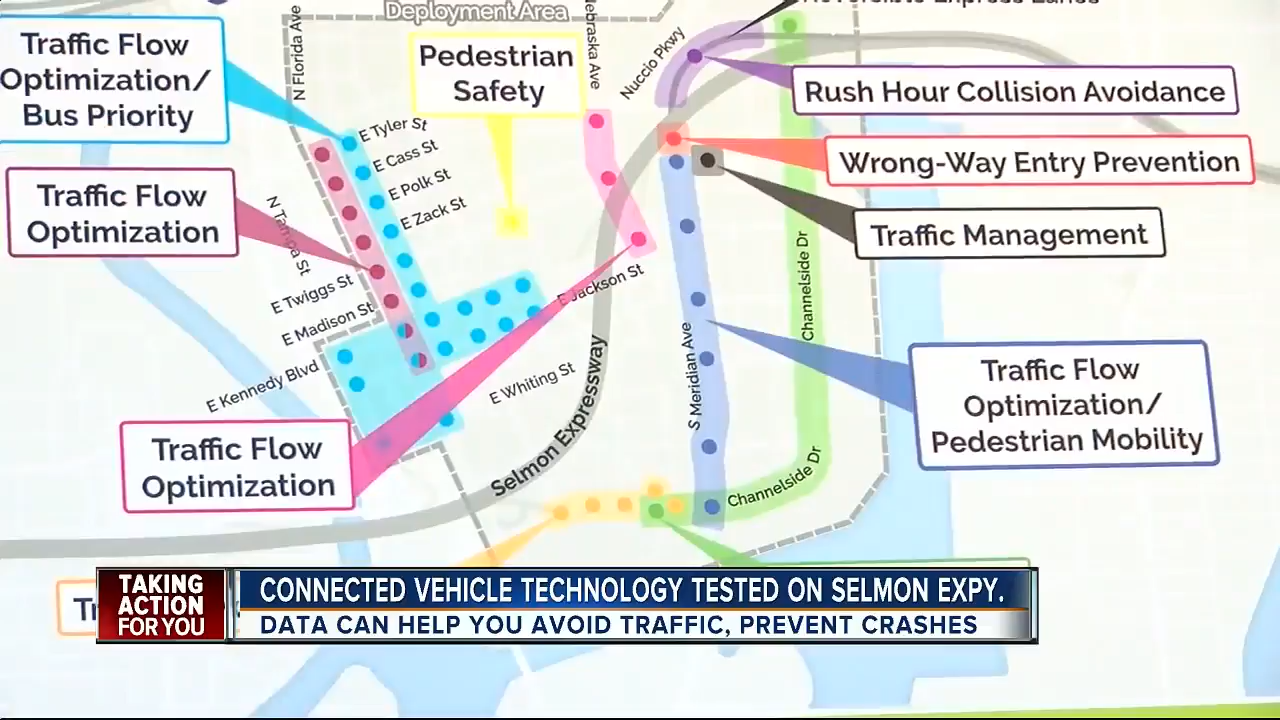 Deployment Area
Traffic Flow
Optimization/
Bus Priority
N Florida Ave
Pedestrian
Safety
Nebraska Ave
Nuccio Pkwy
Rush Hour Collision Avoidance
E Tyler St
E Cass St
E Polk St
E Zack St
Wrong-Way Entry Prevention
Traffic Flow
Optimization
N Tampa St
Traffic Management
E Twiggs St
E Jackson St
Channelside Dr
E Madison St
E Kennedy Blvd
E Whiting St
Selmon Expressway
S Meridian Ave
Traffic Flow
Optimization/
Pedestrian Mobility
Traffic Flow
Optimization
Channelside Dr
TAKING
ACTION
FOR YOU
CONNECTED VEHICLE TECHNOLOGY TESTED ON SELMON EXPY.
DATA CAN HELP YOU AVOID TRAFFIC, PREVENT CRASHES